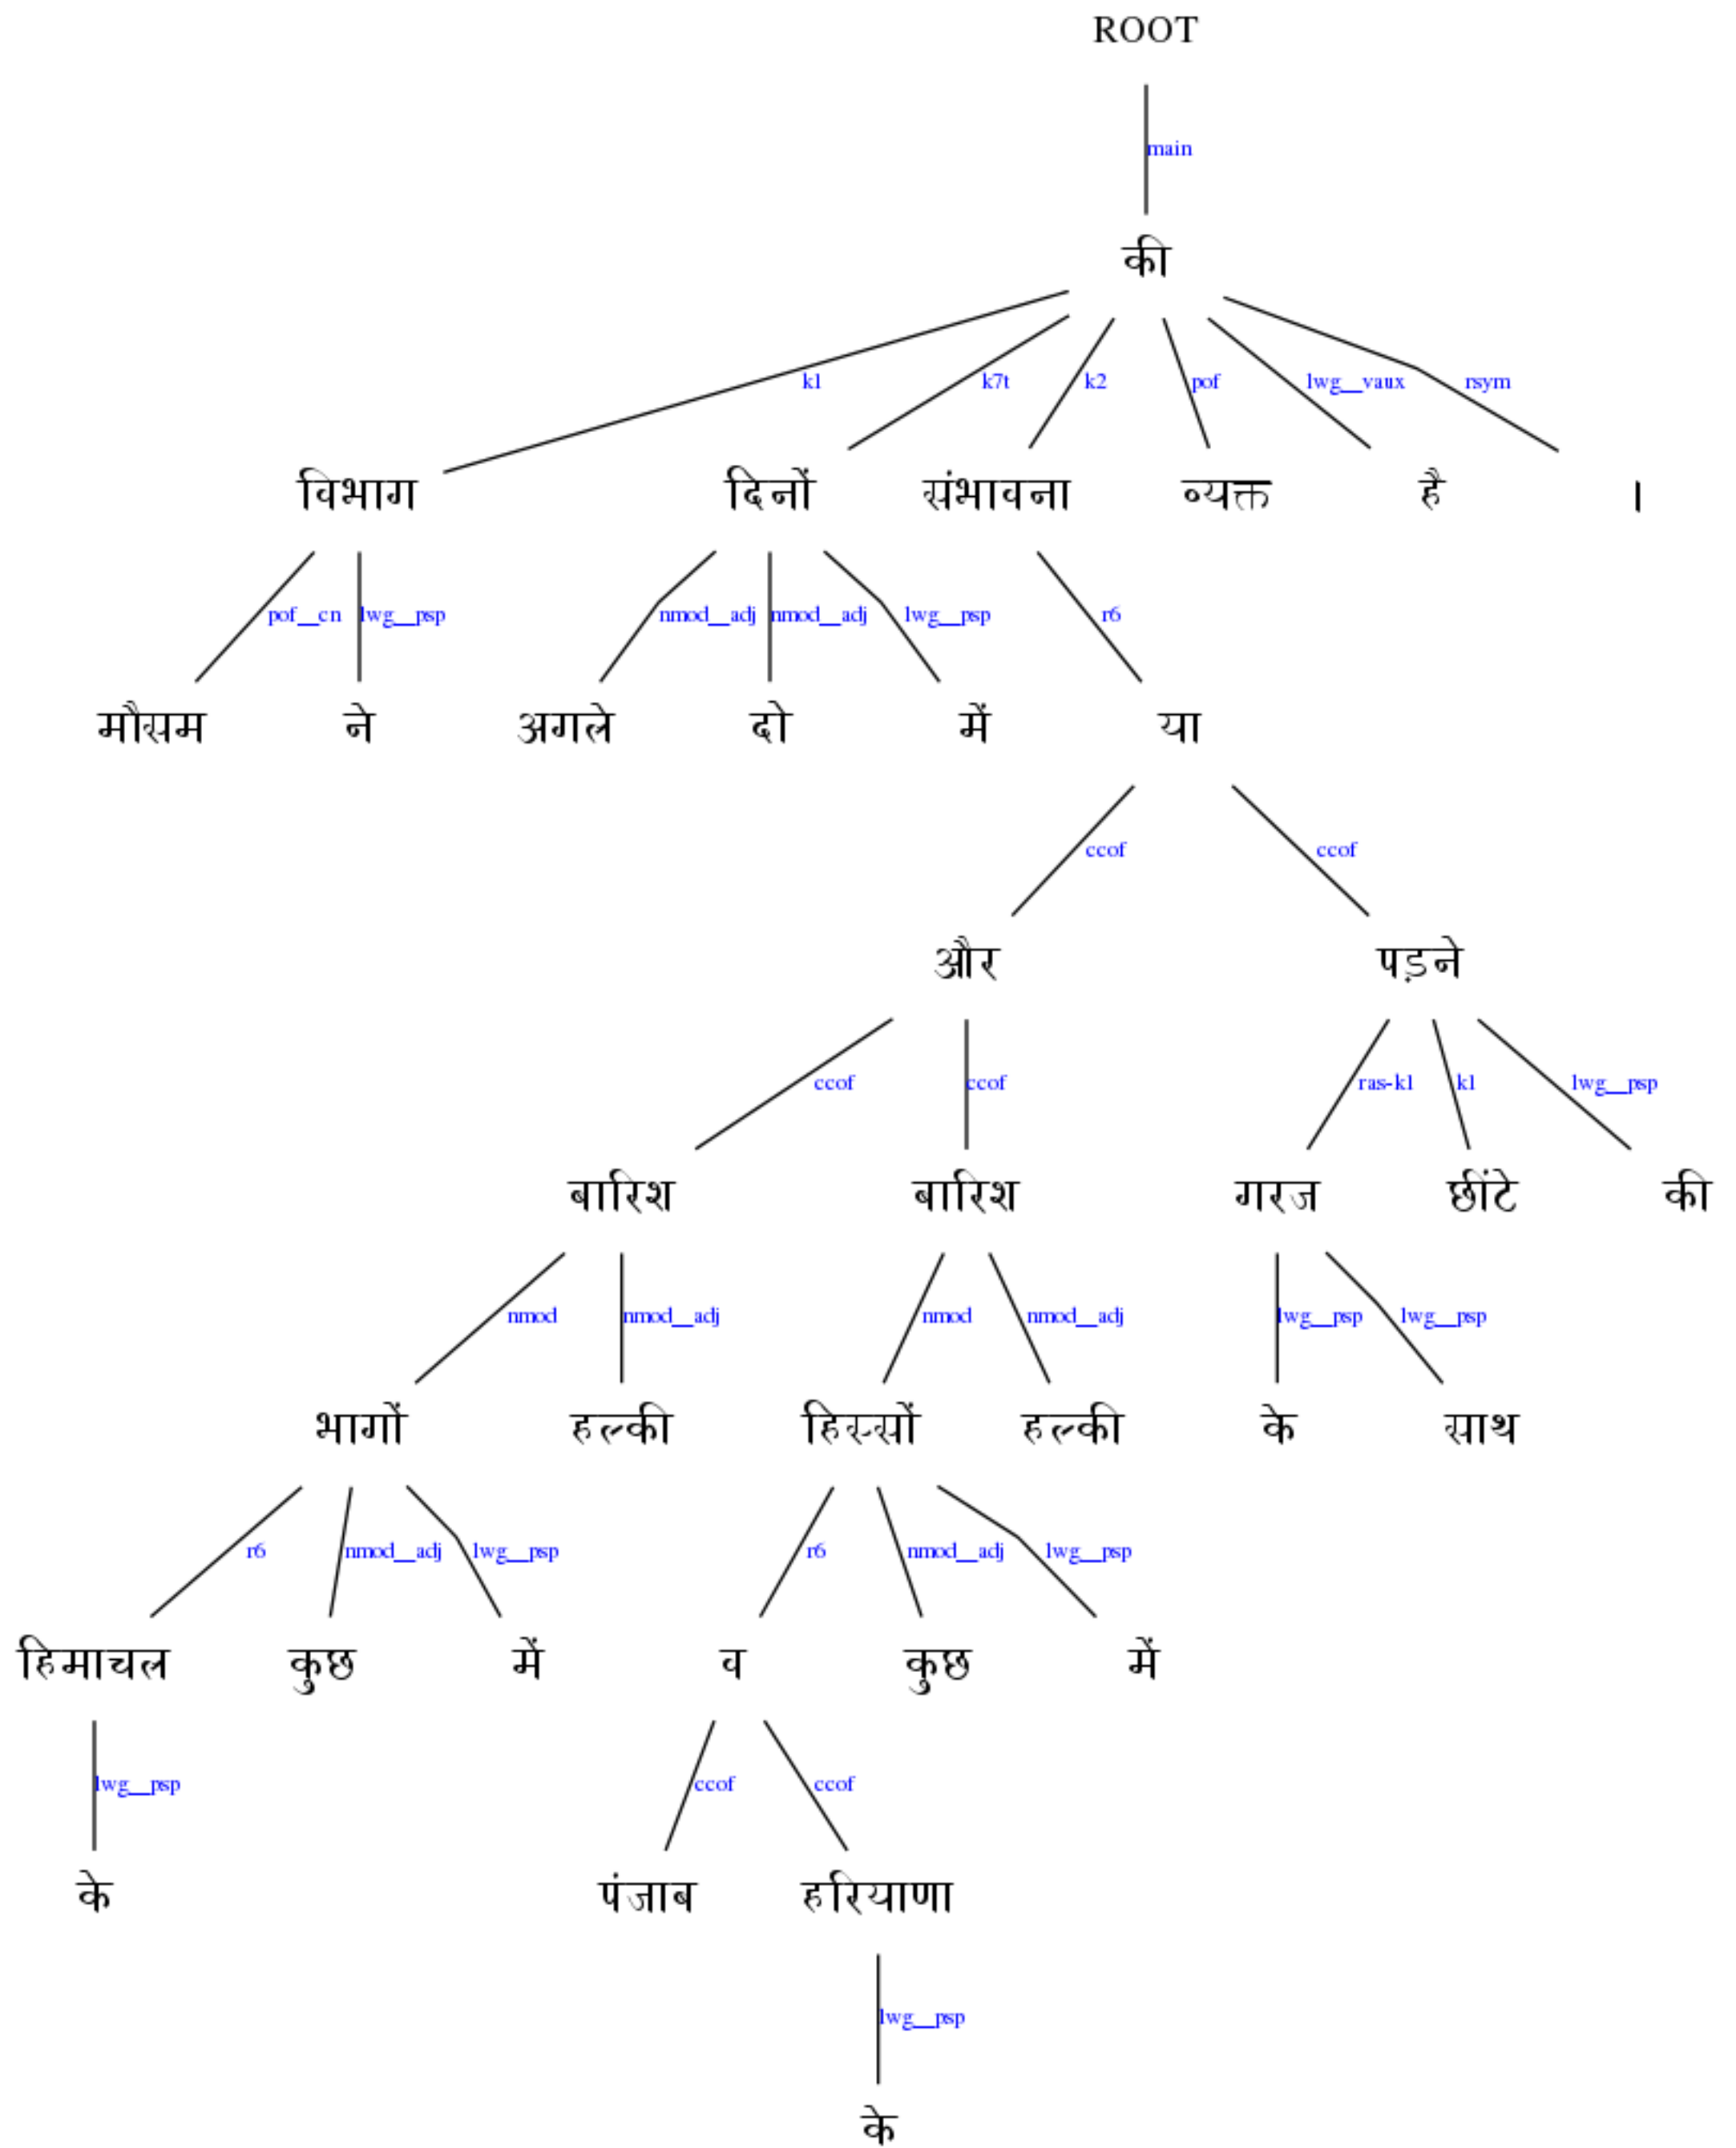 ROOT
main
की
k1 k7t k2 pof lwg__vaux rsym
विभाग दिनों संभावना व्यक्त है ।
pof__cn lwg__psp nmod__adj nmod__adj lwg__psp r6
मौसम ने अगले दो में या
ccof ccof
और पड़ने
ccof ccof ras-k1 k1 lwg__psp
बारिश बारिश गरज छींटे की
nmod nmod__adj nmod nmod__adj lwg__psp lwg__psp
भागों हल्की हिस्सों हल्की के साथ
r6 nmod__adj lwg__psp r6 nmod__adj lwg__psp
हिमाचल कुछ में व कुछ में
lwg__psp ccof ccof
के पंजाब हरियाणा
lwg__psp
के